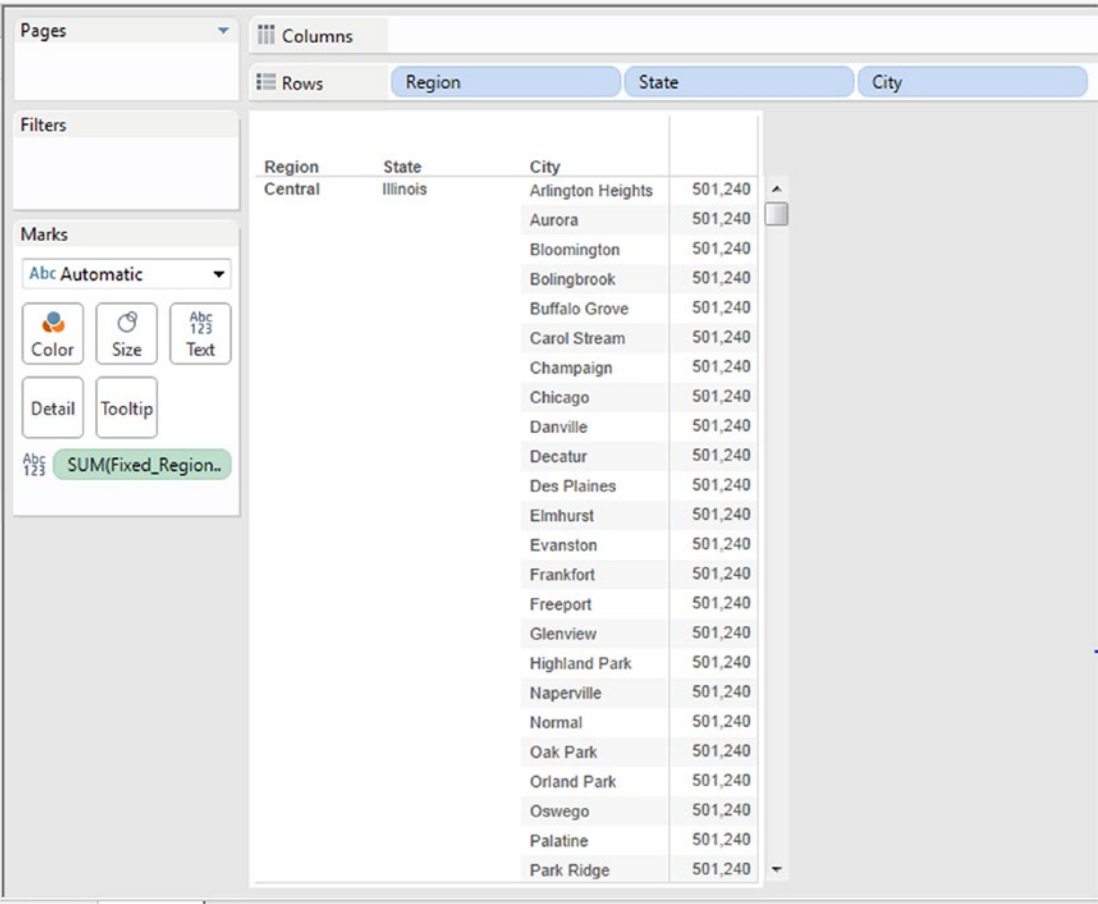 Pages
Columns
Rows Region State City
Filters
Region State City
Central Illinois Arlington Heights 501,240
Aurora 501,240
Marks
Bloomington 501,240
Abc Automatic
Bolingbrook 501,240
Buffalo Grove 501,240
Abc
123
Color Size Text
Carol Stream 501,240
Champaign 501,240
Chicago 501,240
Detail Tooltip
Danville 501,240
Decatur 501,240
Abc
123 SUM(Fixed_Region..
Des Plaines 501,240
Elmhurst 501,240
Evanston 501,240
Frankfort 501,240
Freeport 501,240
Glenview 501,240
Highland Park 501,240
Naperville 501,240
Normal 501,240
Oak Park 501,240
Orland Park 501,240
Oswego 501,240
Palatine 501,240
Park Ridge 501,240